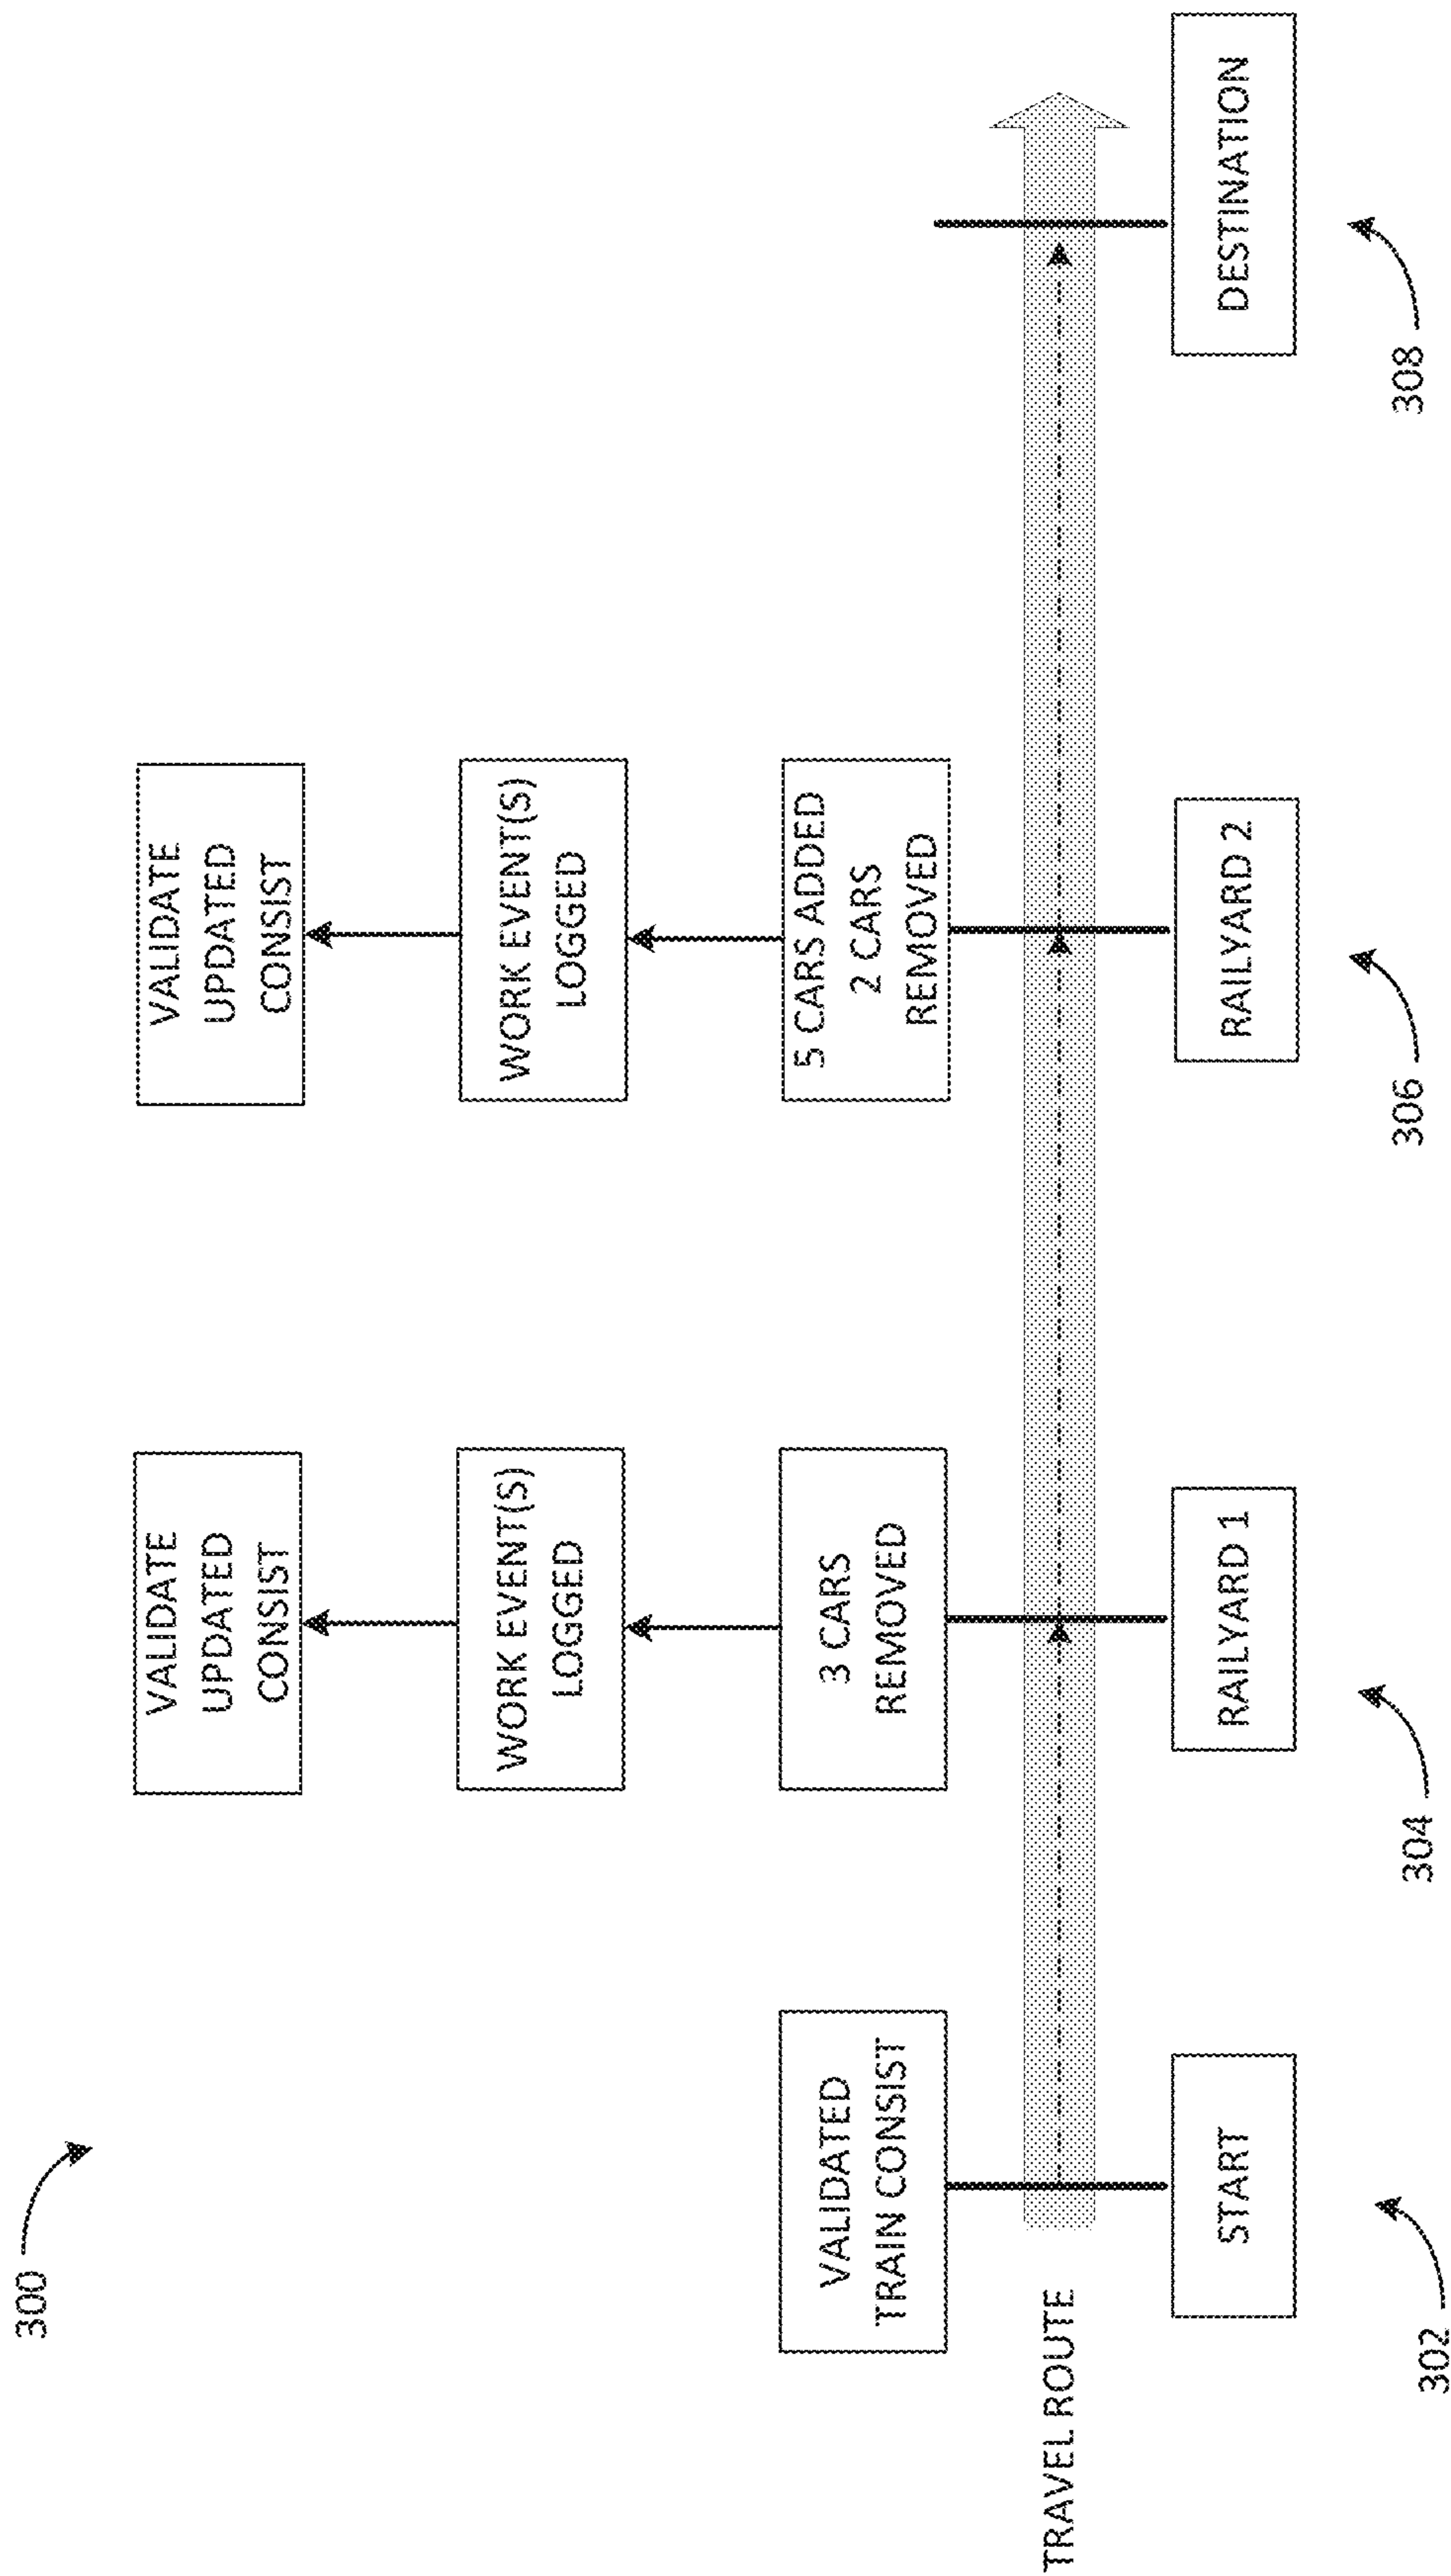 300
VALIDATE
UPDATED
CONSIST
VALIDATE
UPDATED
CONSIST
WORK EVENT(S)
LOGGED
WORK EVENT(S)
LOGGED
VALIDATED
TRAIN CONSIST
3 CARS
REMOVED
5 CARS ADDED
2 CARS
REMOVED
TRAVEL ROUTE
START
RAILYARD 1
RAILYARD 2
DESTINATION
302
304
306
308